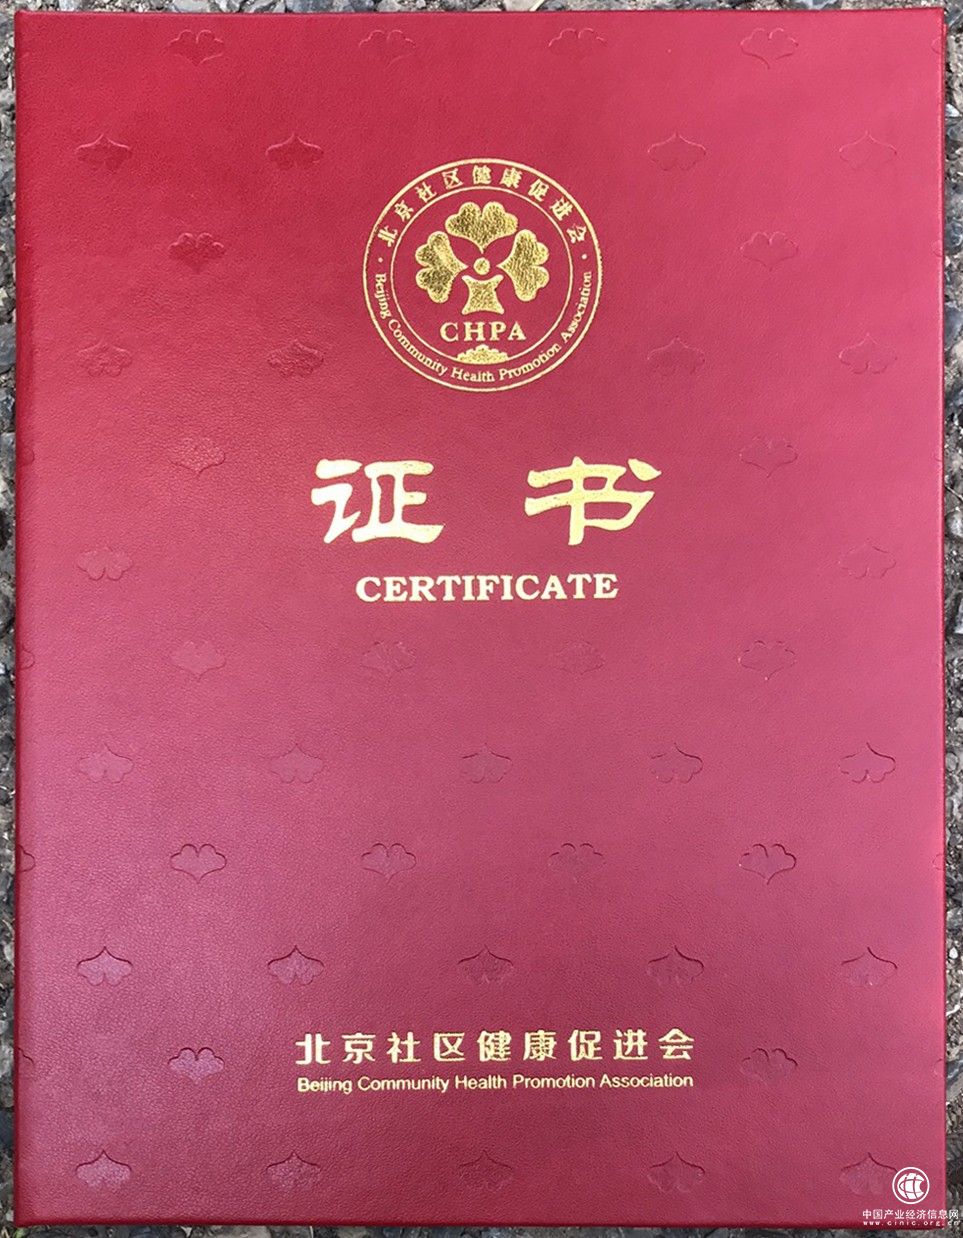 北京社区健康促进会
CHPA
Beijing Community Health Promotion Association
证书
CERTIFICATE
北京社区健康促进会
Beijing Community Health Promotion Association
中国产业经济信息网
www.cinic.org.cn